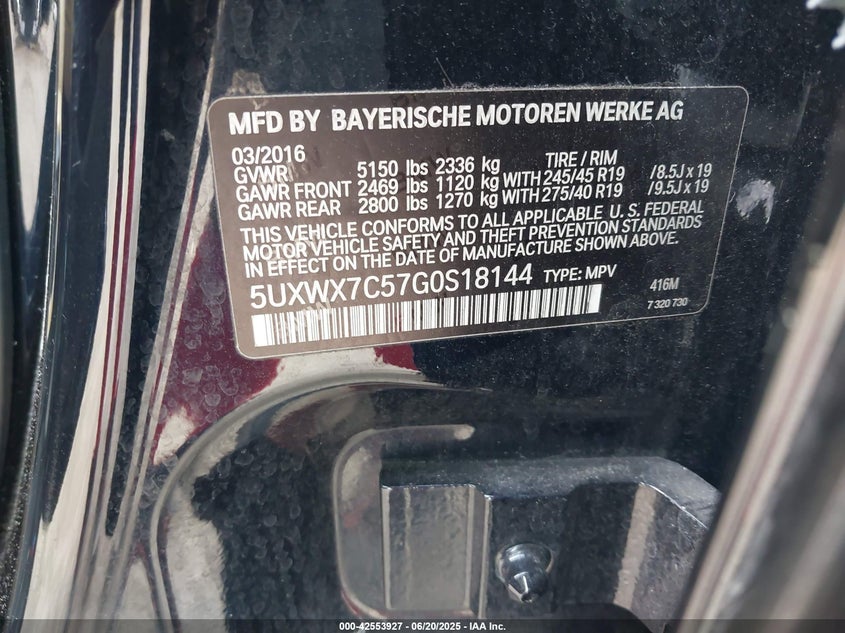 MFD BY BAYERISCHE MOTOREN WERKE AG
03/2016 TIRE / RIM
GVWR 5150 lbs 2336 kg
GAWR FRONT 2469 lbs 1120 kg WITH 245/45 R19 / 8.5J x 19
GAWR REAR 2800 lbs 1270 kg WITH 275/40 R19 / 9.5J x 19
THIS VEHICLE CONFORMS TO ALL APPLICABLE U. S. FEDERAL
MOTOR VEHICLE SAFETY AND THEFT PREVENTION STANDARDS
IN EFFECT ON THE DATE OF MANUFACTURE SHOWN ABOVE.
5UXWX7C57G0S18144 TYPE: MPV 416M
7 320 730
000-42553927 - 06/20/2025 - IAA Inc.